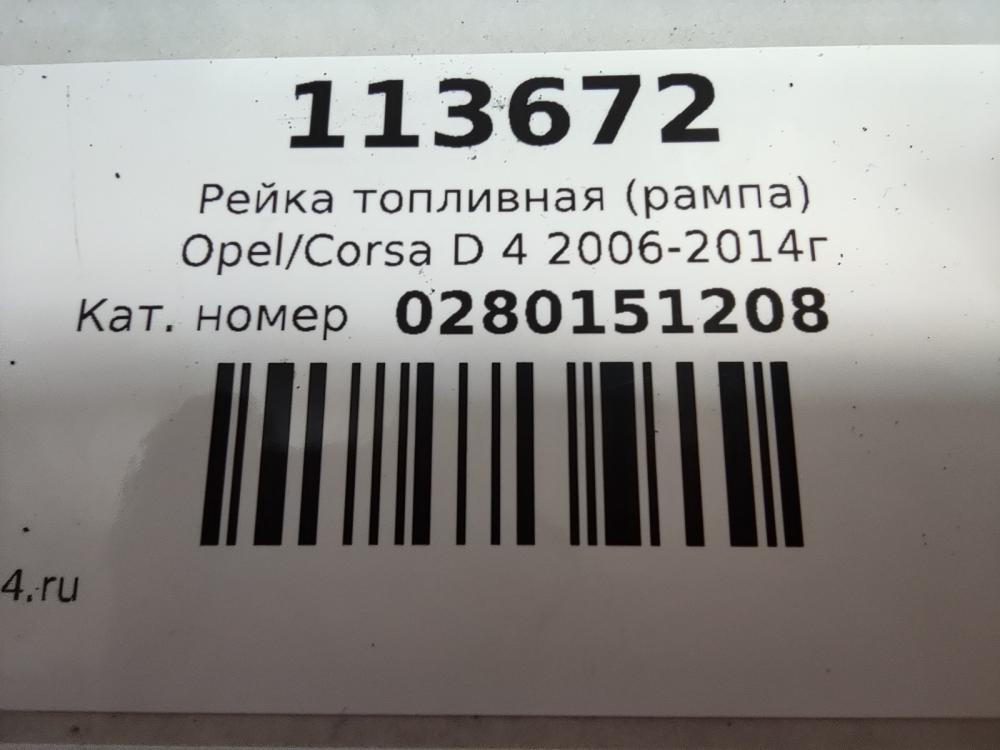 113672
Рейка топливная (рампа)
Opel/Corsa D 4 2006-2014г.
Кат. номер 0280151208
4.ru